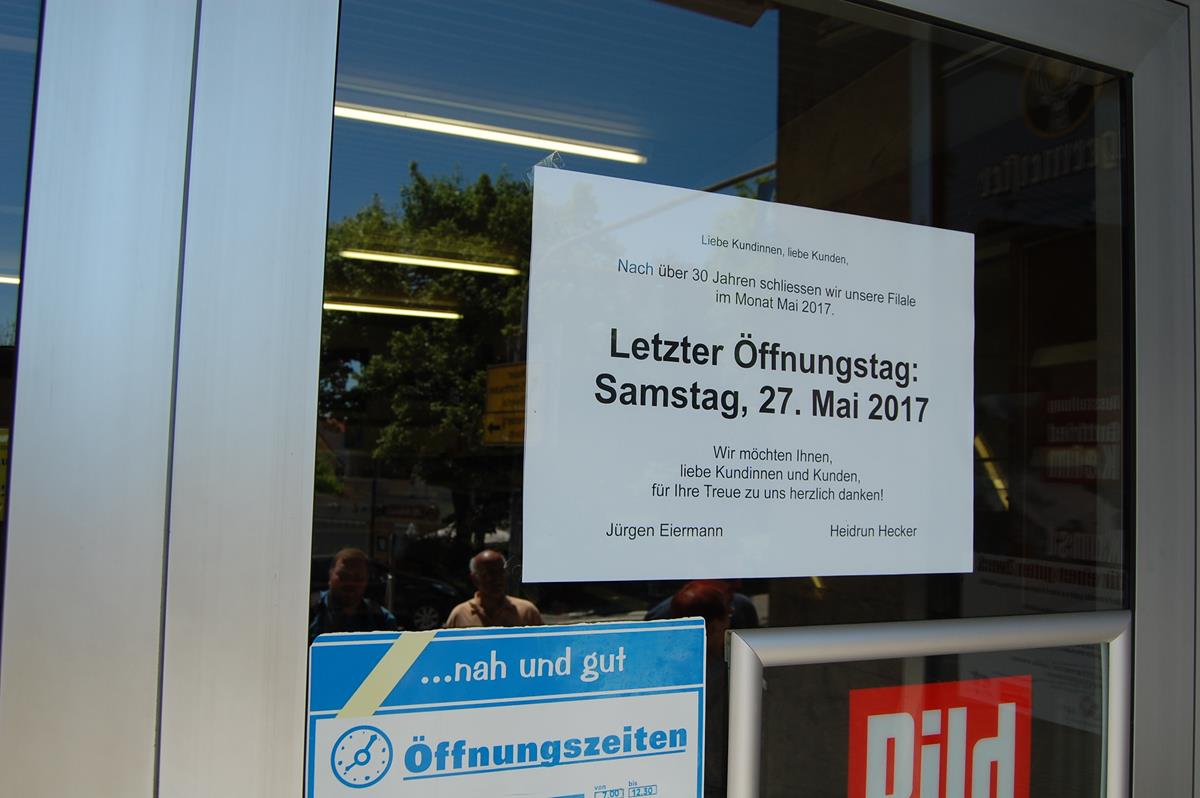 Liebe Kundinnen, liebe Kunden,
Nach über 30 Jahren schliessen wir unsere Filale
im Monat Mai 2017.
Letzter Öffnungstag:
Samstag, 27. Mai 2017
Wir möchten Ihnen,
liebe Kundinnen und Kunden,
für Ihre Treue zu uns herzlich danken!
Jürgen Eiermann Heidrun Hecker
...nah und gut
Öffnungszeiten
von bis
7.00 12.30
Bild